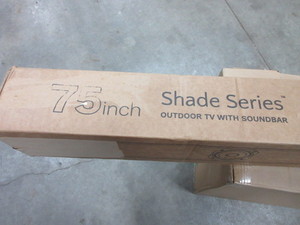 75inch
Shade Series™
OUTDOOR TV WITH SOUNDBAR